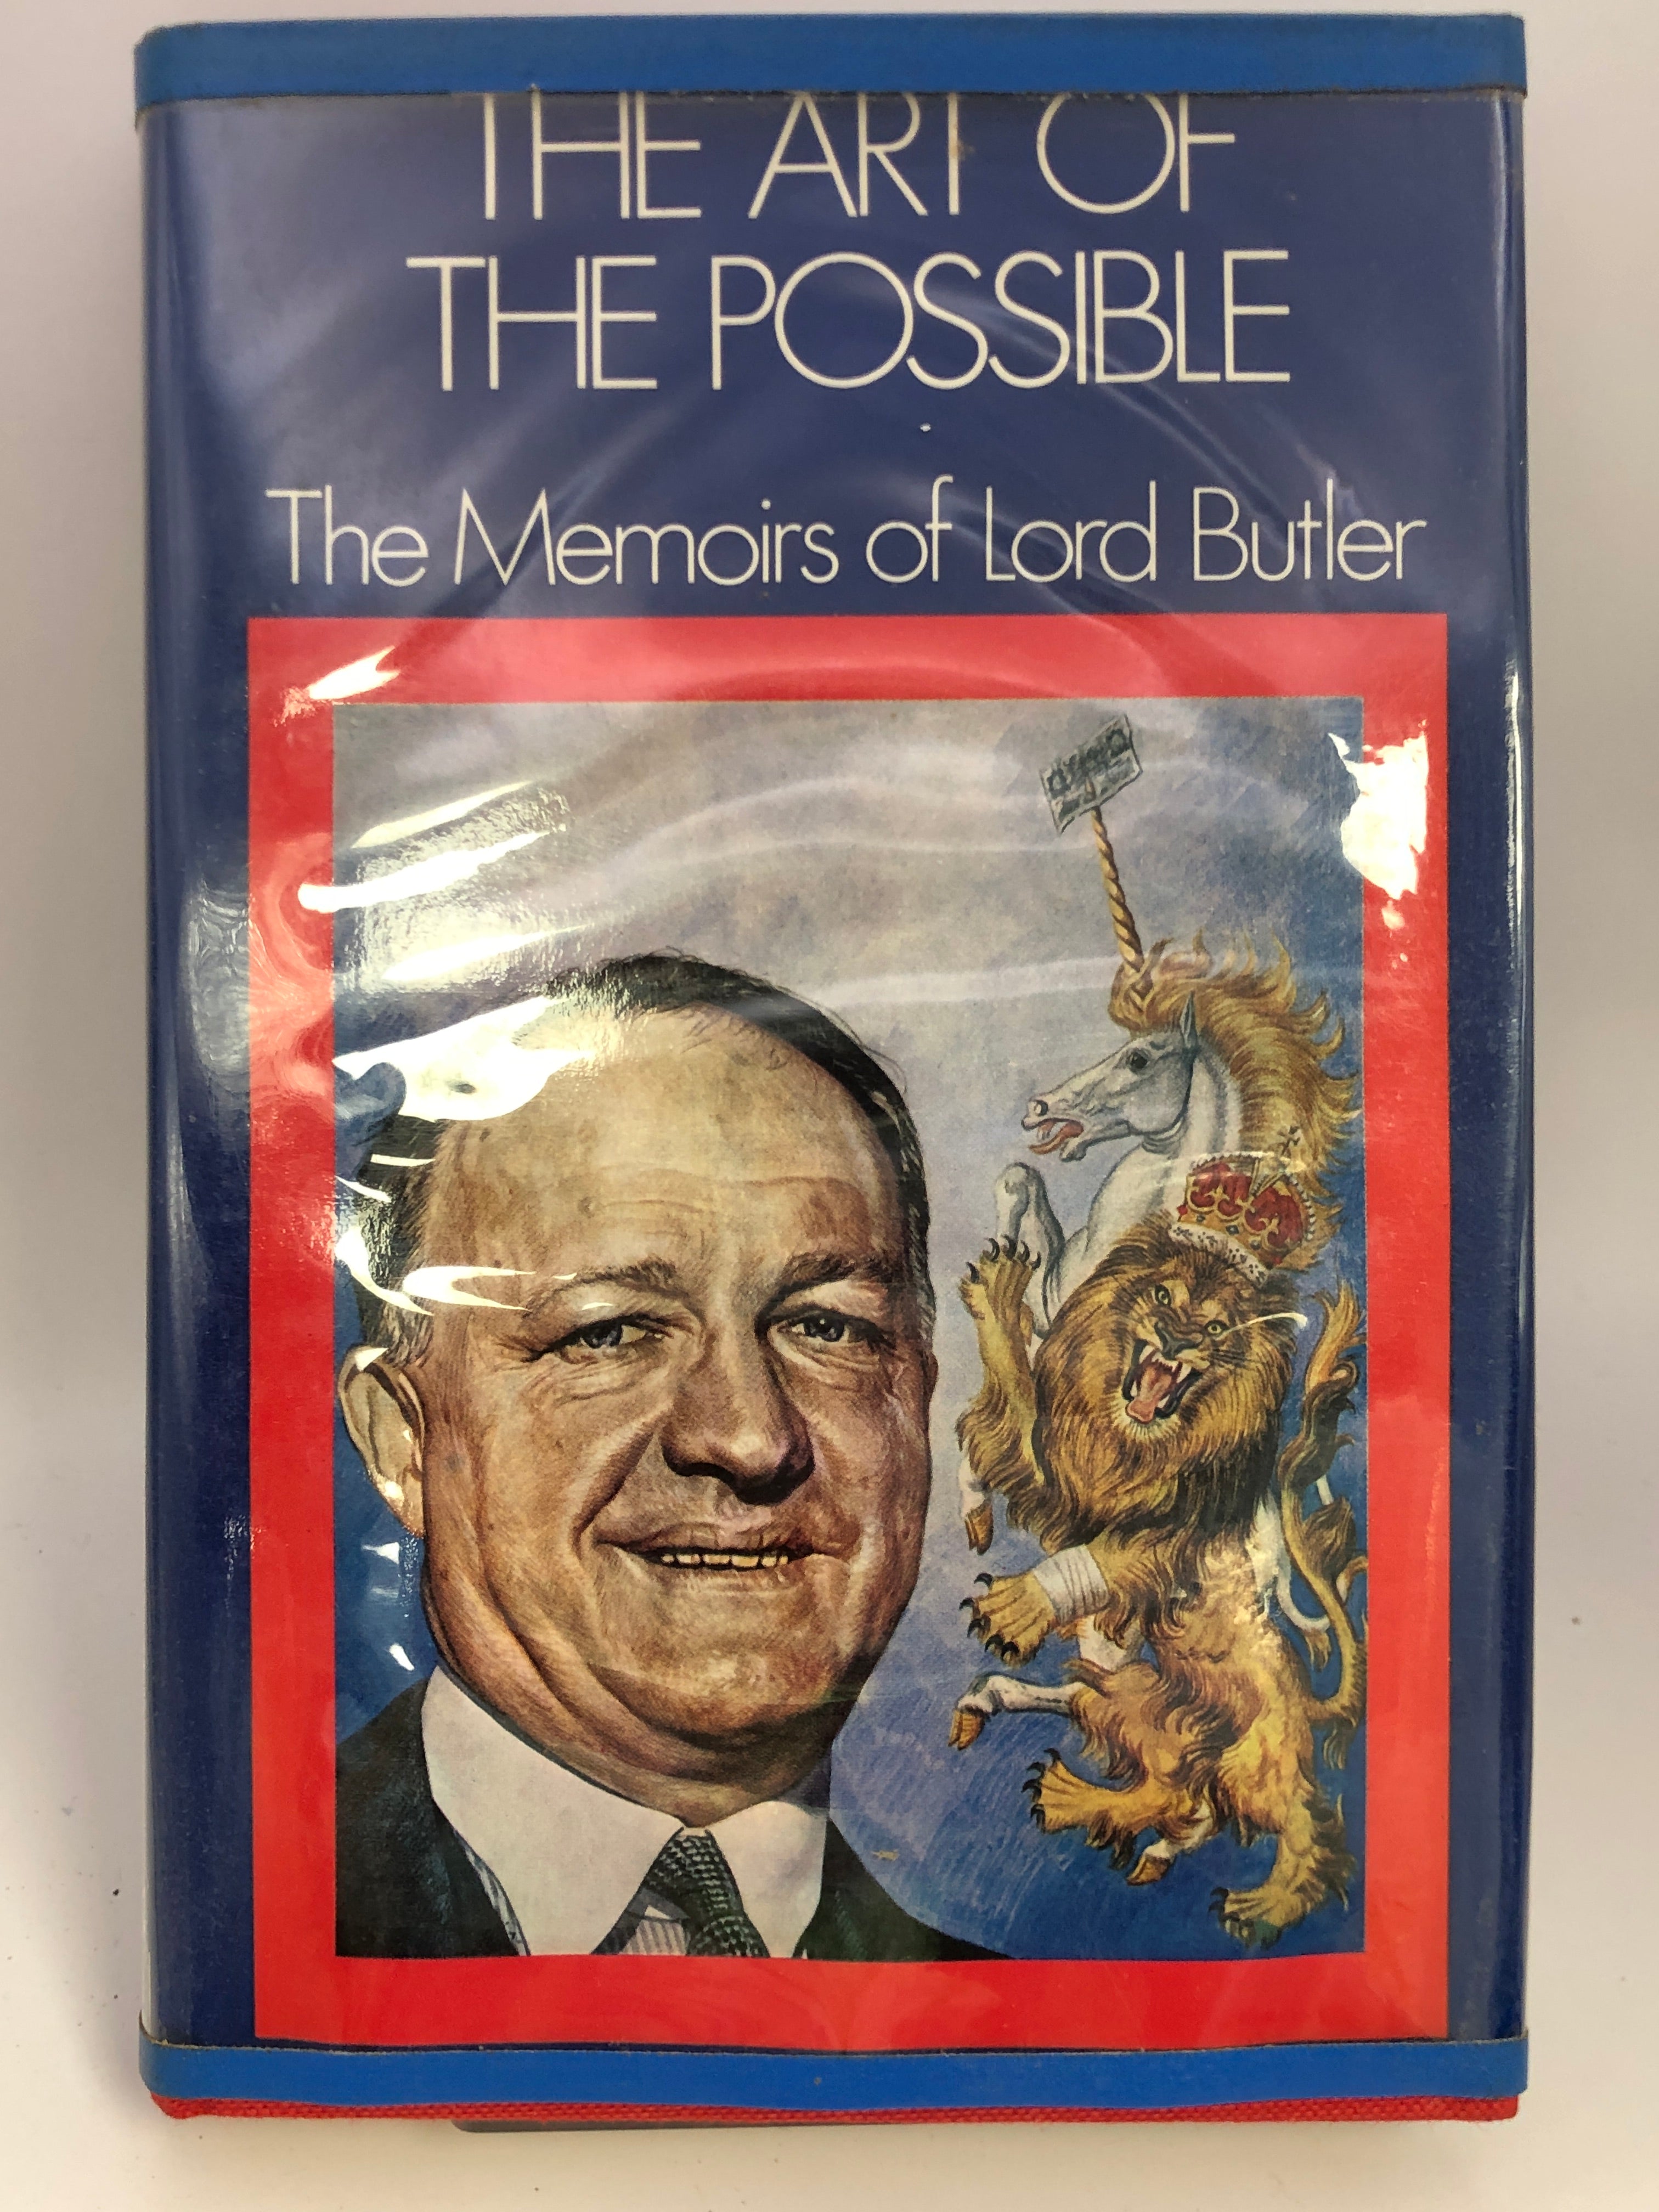 THE ART OF
THE POSSIBLE
The Memoirs of Lord Butler